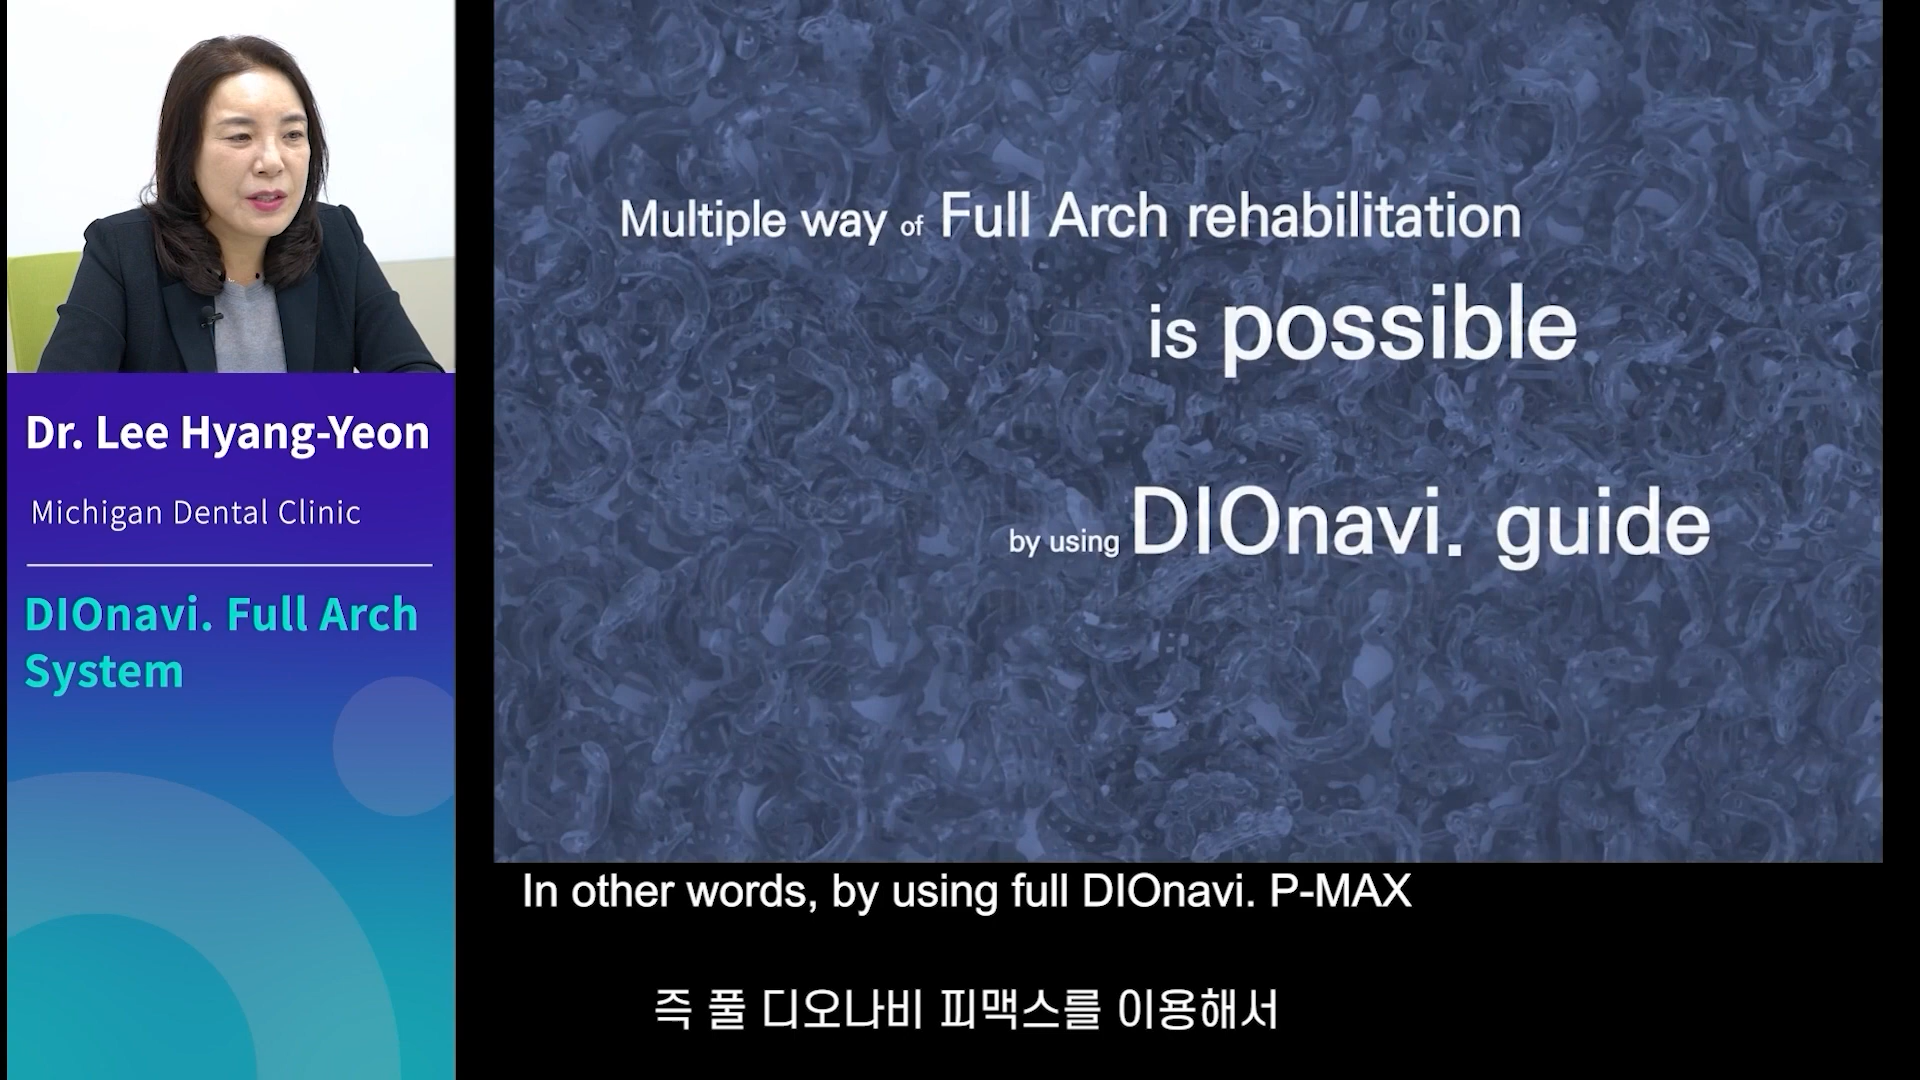 Dr. Lee Hyang-Yeon
Michigan Dental Clinic
DIOnavi. Full Arch
System
Multiple way of Full Arch rehabilitation
is possible
by using DIOnavi. guide
In other words, by using full DIOnavi. P-MAX
즉 풀 디오나비 피맥스를 이용해서